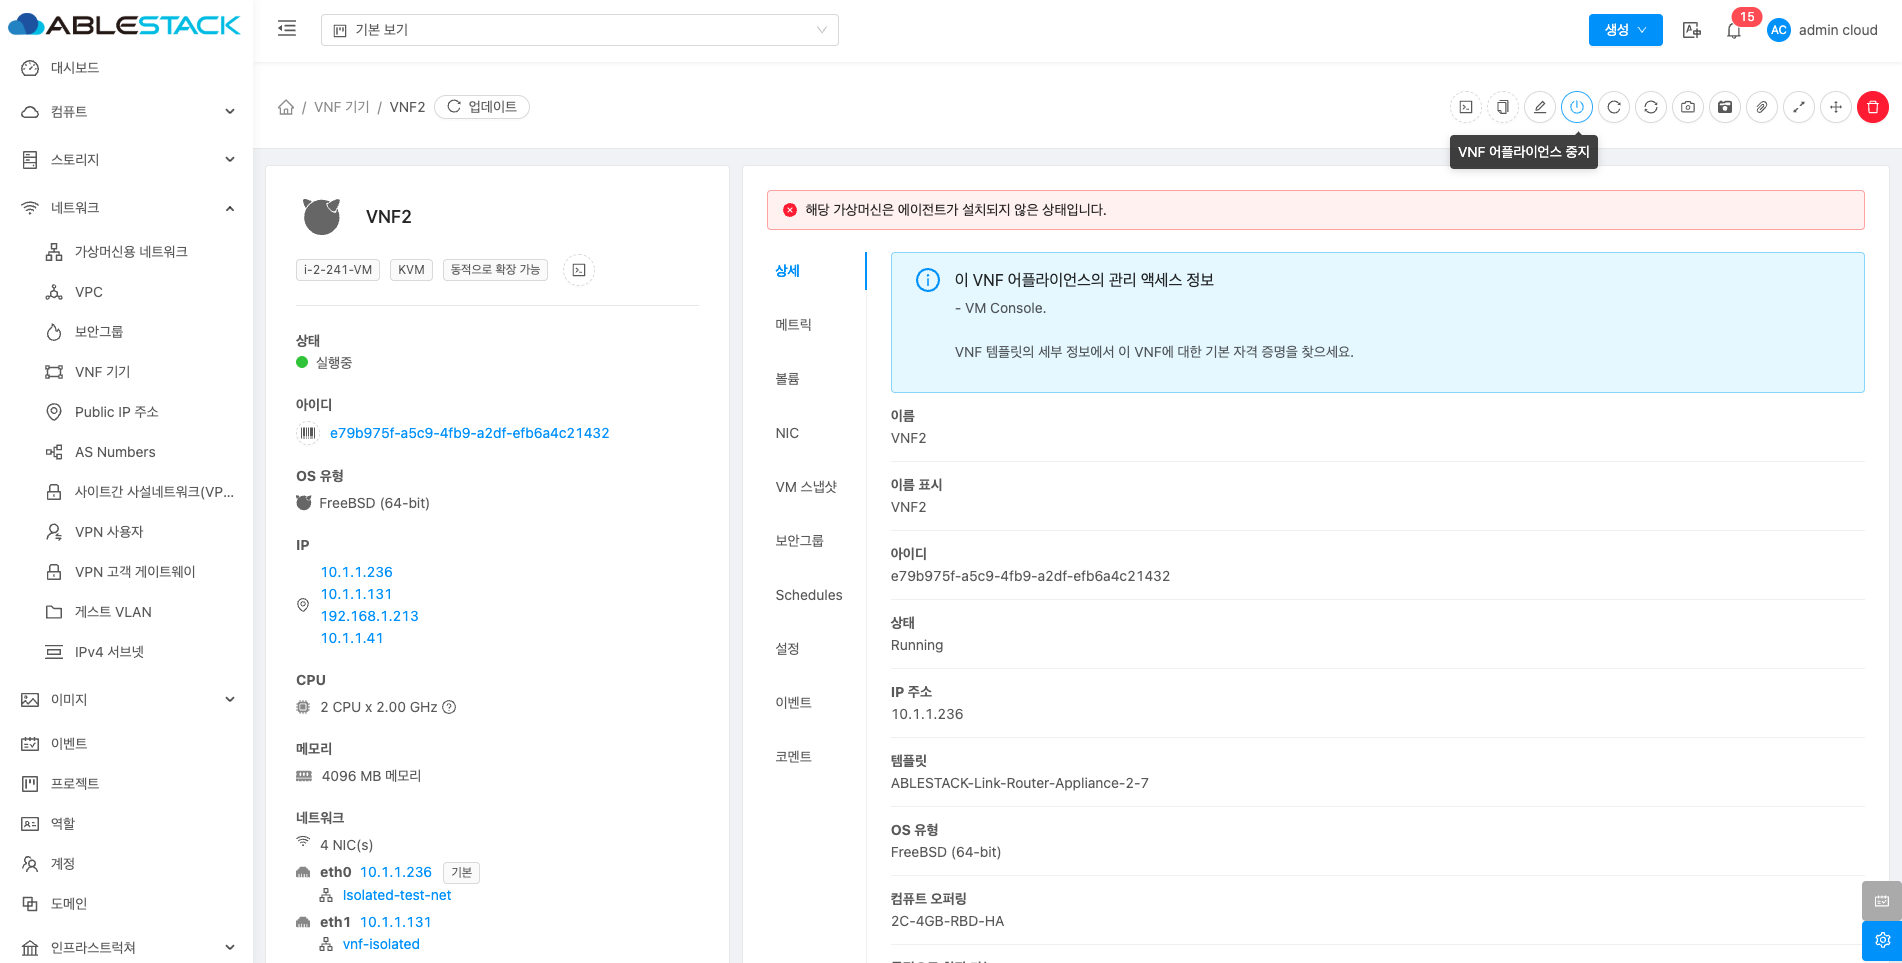 ABLESTACK
기본 보기
생성
15
AC
admin cloud
대시보드
컴퓨트
스토리지
네트워크
가상머신용 네트워크
VPC
보안그룹
VNF 기기
Public IP 주소
AS Numbers
사이트간 사설네트워크(VP...
VPN 사용자
VPN 고객 게이트웨이
게스트 VLAN
IPv4 서브넷
이미지
이벤트
프로젝트
역할
계정
도메인
인프라스트럭쳐
/ VNF 기기 / VNF2 업데이트
VNF 어플라이언스 중지
VNF2
i-2-241-VM KVM 동적으로 확장 가능
상태
실행중
아이디
e79b975f-a5c9-4fb9-a2df-efb6a4c21432
OS 유형
FreeBSD (64-bit)
IP
10.1.1.236
10.1.1.131
192.168.1.213
10.1.1.41
CPU
2 CPU x 2.00 GHz
메모리
4096 MB 메모리
네트워크
4 NIC(s)
eth0 10.1.1.236 기본
Isolated-test-net
eth1 10.1.1.131
vnf-isolated
해당 가상머신은 에이전트가 설치되지 않은 상태입니다.
상세
메트릭
볼륨
NIC
VM 스냅샷
보안그룹
Schedules
설정
이벤트
코멘트
이 VNF 어플라이언스의 관리 액세스 정보
- VM Console.
VNF 템플릿의 세부 정보에서 이 VNF에 대한 기본 자격 증명을 찾으세요.
이름
VNF2
이름 표시
VNF2
아이디
e79b975f-a5c9-4fb9-a2df-efb6a4c21432
상태
Running
IP 주소
10.1.1.236
템플릿
ABLESTACK-Link-Router-Appliance-2-7
OS 유형
FreeBSD (64-bit)
컴퓨트 오퍼링
2C-4GB-RBD-HA